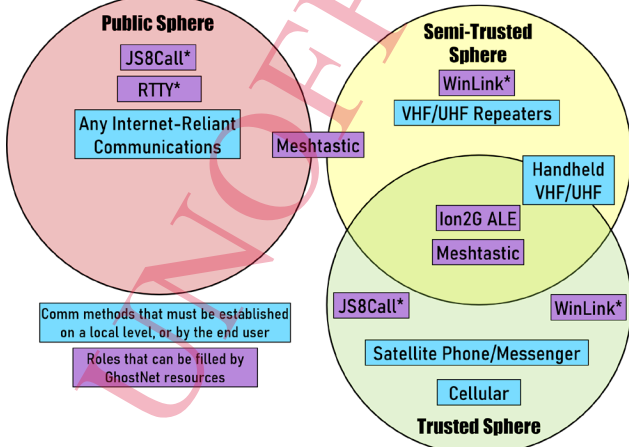 Public Sphere
JS8Call*
RTTY*
Any Internet-Reliant
Communications
Meshtastic
Semi-Trusted
Sphere
WinLink*
VHF/UHF Repeaters
Handheld
VHF/UHF
Ion2G ALE
Meshtastic
JS8Call*
WinLink*
Satellite Phone/Messenger
Cellular
Trusted Sphere
Comm methods that must be established
on a local level, or by the end user
Roles that can be filled by
GhostNet resources
UNOFF